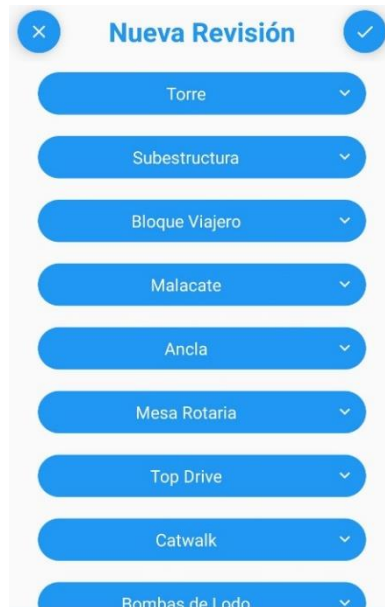 Nueva Revisión
Torre
Subestructura
Bloque Viajero
Malacate
Ancla
Mesa Rotaria
Top Drive
Catwalk
Bombas de Lodo